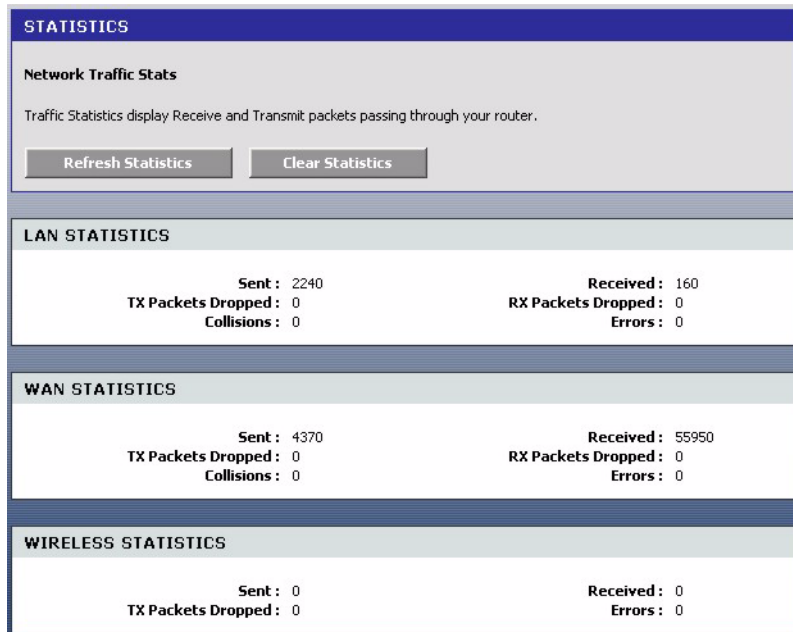 STATISTICS
Network Traffic Stats
Traffic Statistics display Receive and Transmit packets passing through your router.
Refresh Statistics Clear Statistics
LAN STATISTICS
Sent : 2240 Received : 160
TX Packets Dropped : 0 RX Packets Dropped : 0
Collisions : 0 Errors : 0
WAN STATISTICS
Sent : 4370 Received : 55950
TX Packets Dropped : 0 RX Packets Dropped : 0
Collisions : 0 Errors : 0
WIRELESS STATISTICS
Sent : 0 Received : 0
TX Packets Dropped : 0 Errors : 0